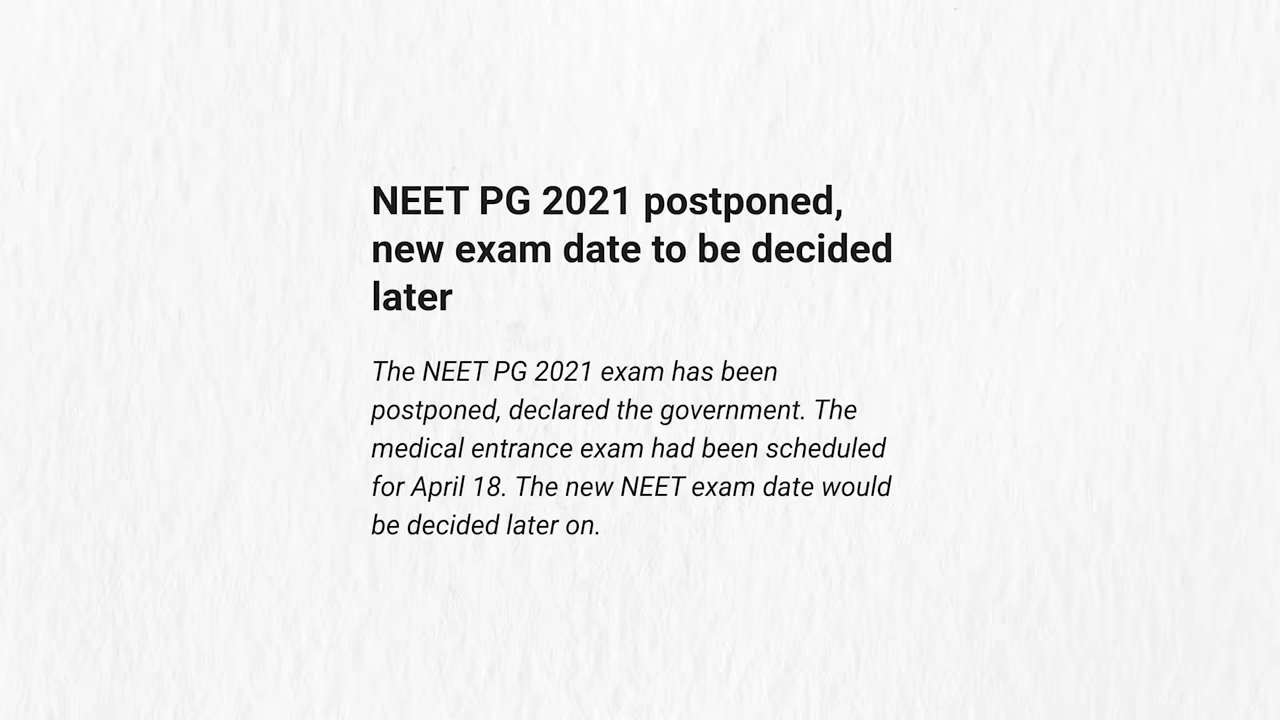 NEET PG 2021 postponed,
new exam date to be decided
later
The NEET PG 2021 exam has been
postponed, declared the government. The
medical entrance exam had been scheduled
for April 18. The new NEET exam date would
be decided later on.